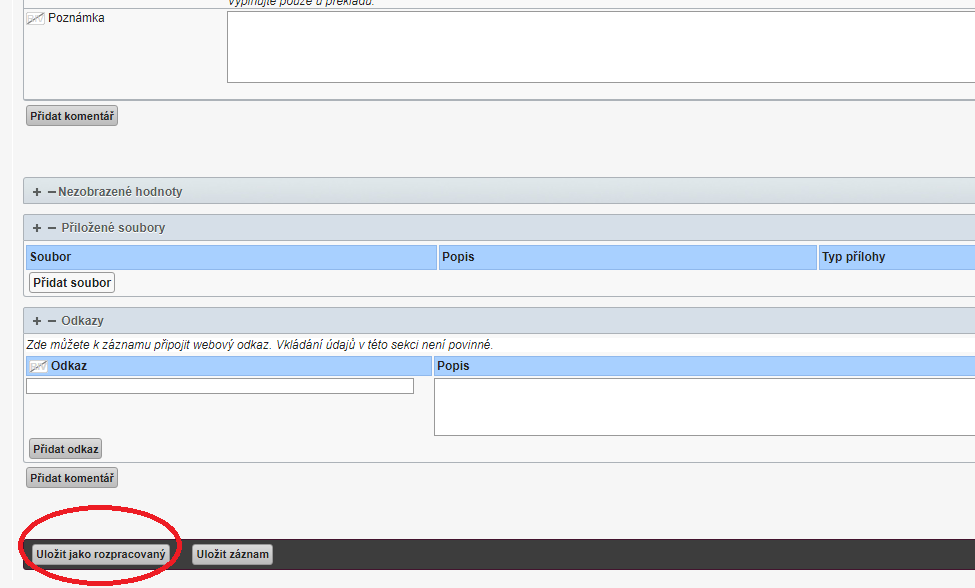 Vyplňujte pouze u překladů.
Poznámka
Přidat komentář
Nezobrazené hodnoty
Přiložené soubory
Soubor Popis Typ přílohy
Přidat soubor
Odkazy
Zde můžete k záznamu připojit webový odkaz. Vkládání údajů v této sekci není povinné.
Odkaz Popis
Přidat odkaz
Přidat komentář
Uložit jako rozpracovaný Uložit záznam